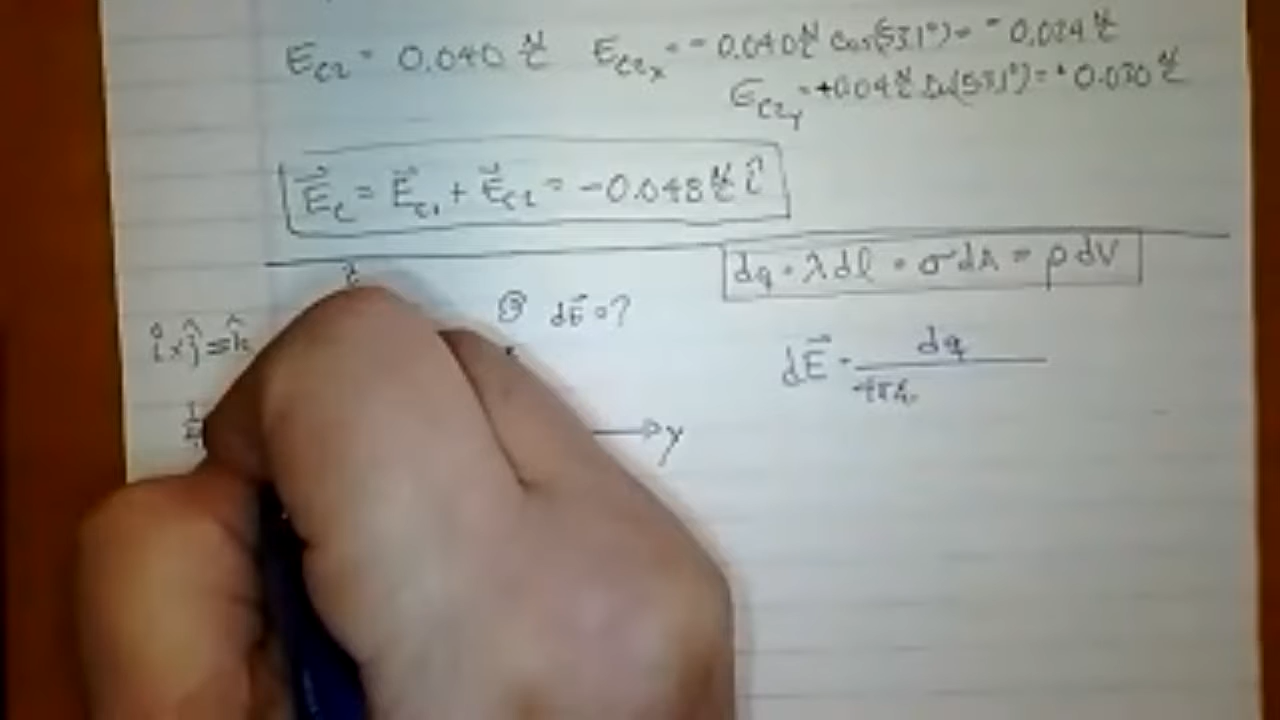 E_C2 = 0.040 N/C E_C2x = -0.040 N/C cos(53.1°) = -0.024 N/C
E_C2y = +0.04 N/C sin(53.1°) = +0.030 N/C
E⃗_C = E⃗_C1 + E⃗_C2 = -0.048 N/C î
dq = λdl = σdA = ρdV
z
dE⃗ = ?
î x ĵ = k̂
dE⃗ = dq
y